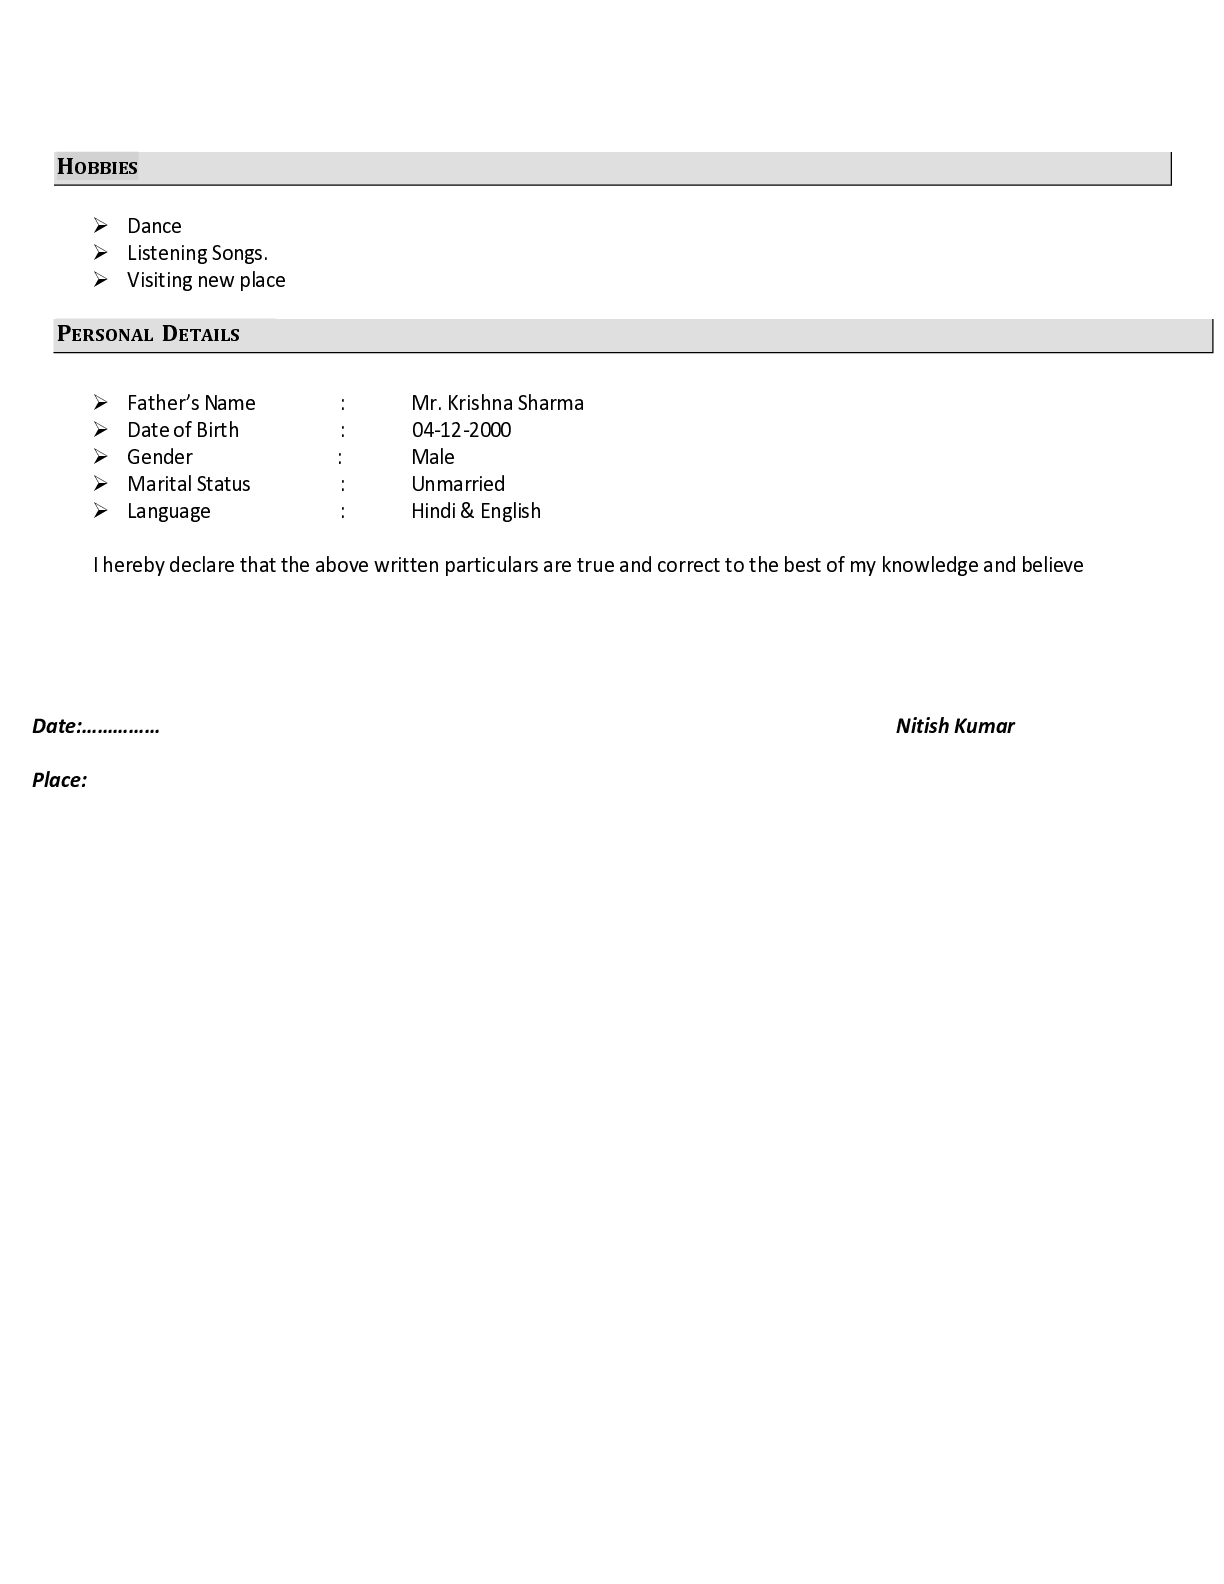 HOBBIES
➢ Dance
➢ Listening Songs.
➢ Visiting new place
PERSONAL DETAILS
➢ Father’s Name : Mr. Krishna Sharma
➢ Date of Birth : 04-12-2000
➢ Gender : Male
➢ Marital Status : Unmarried
➢ Language : Hindi & English
I hereby declare that the above written particulars are true and correct to the best of my knowledge and believe
Date:.............. Nitish Kumar
Place: